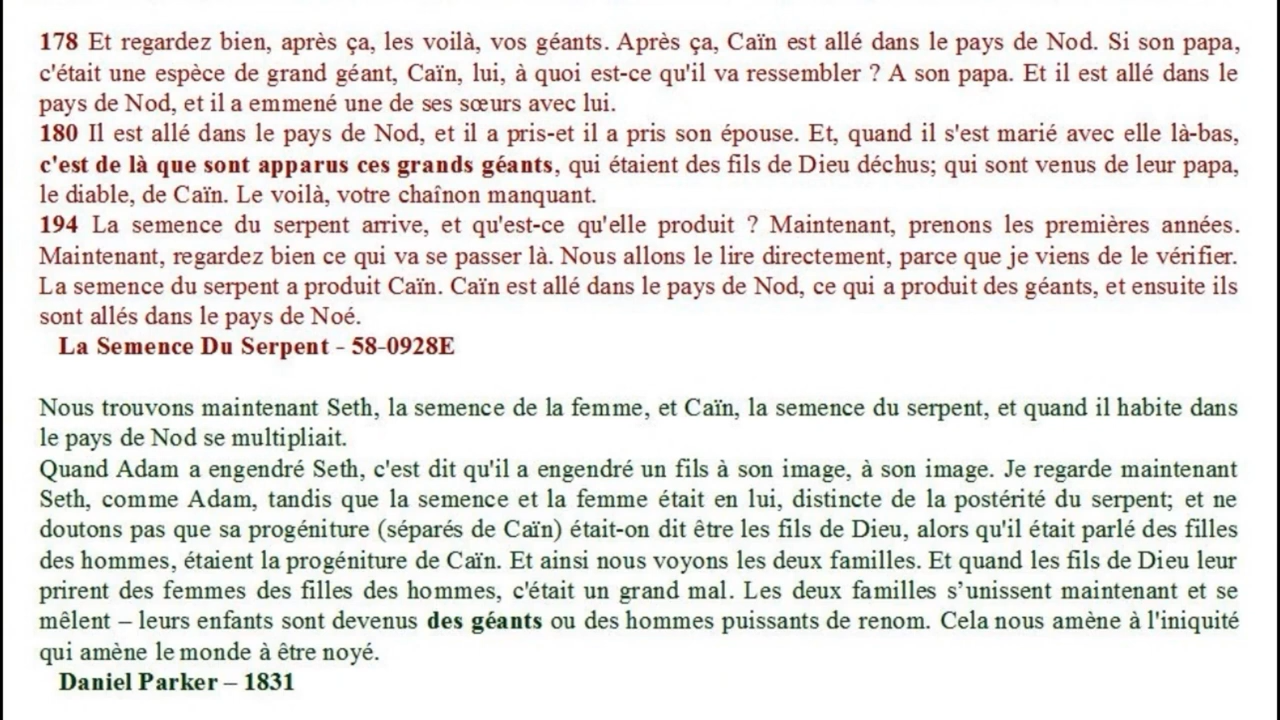 178 Et regardez bien, après ça, les voilà, vos géants. Après ça, Caïn est allé dans le pays de Nod. Si son papa,
c'était une espèce de grand géant, Caïn, lui, à quoi est-ce qu'il va ressembler ? A son papa. Et il est allé dans le
pays de Nod, et il a emmené une de ses sœurs avec lui.
180 Il est allé dans le pays de Nod, et il a pris-et il a pris son épouse. Et, quand il s'est marié avec elle là-bas,
c'est de là que sont apparus ces grands géants, qui étaient des fils de Dieu déchus; qui sont venus de leur papa,
le diable, de Caïn. Le voilà, votre chaînon manquant.
194 La semence du serpent arrive, et qu'est-ce qu'elle produit ? Maintenant, prenons les premières années.
Maintenant, regardez bien ce qui va se passer là. Nous allons le lire directement, parce que je viens de le vérifier.
La semence du serpent a produit Caïn. Caïn est allé dans le pays de Nod, ce qui a produit des géants, et ensuite ils
sont allés dans le pays de Noé.
La Semence Du Serpent - 58-0928E
Nous trouvons maintenant Seth, la semence de la femme, et Caïn, la semence du serpent, et quand il habite dans
le pays de Nod se multipliait.
Quand Adam a engendré Seth, c'est dit qu'il a engendré un fils à son image, à son image. Je regarde maintenant
Seth, comme Adam, tandis que la semence et la femme était en lui, distincte de la postérité du serpent; et ne
doutons pas que sa progéniture (séparés de Caïn) était-on dit être les fils de Dieu, alors qu'il était parlé des filles
des hommes, étaient la progéniture de Caïn. Et ainsi nous voyons les deux familles. Et quand les fils de Dieu leur
prirent des femmes des filles des hommes, c'était un grand mal. Les deux familles s’unissent maintenant et se
mêlent – leurs enfants sont devenus des géants ou des hommes puissants de renom. Cela nous amène à l'iniquité
qui amène le monde à être noyé.
Daniel Parker – 1831